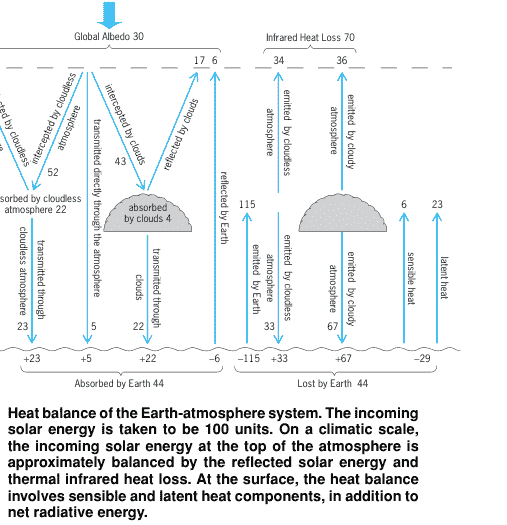 Global Albedo 30
Infrared Heat Loss 70
17 6
34
36
intercepted by cloudless
atmosphere
52
intercepted by clouds
43
reflected by clouds
transmitted directly through the atmosphere
reflected by Earth
emitted by cloudless
atmosphere
emitted by cloudy
atmosphere
sorbed by cloudless
atmosphere 22
absorbed
by clouds 4
115
6
23
transmitted through
cloudless atmosphere
transmitted through
clouds
emitted by Earth
emitted by cloudless
atmosphere
emitted by cloudy
atmosphere
sensible heat
latent heat
23
5
22
33
67
+23
+5
+22
−6
−115
+33
+67
−29
Absorbed by Earth 44
Lost by Earth 44
Heat balance of the Earth-atmosphere system. The incoming
solar energy is taken to be 100 units. On a climatic scale,
the incoming solar energy at the top of the atmosphere is
approximately balanced by the reflected solar energy and
thermal infrared heat loss. At the surface, the heat balance
involves sensible and latent heat components, in addition to
net radiative energy.